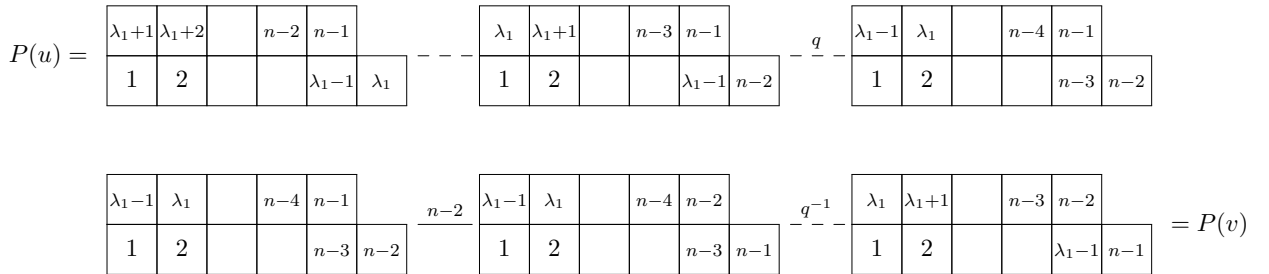 λ₁+1 λ₁+2 n−2 n−1 λ₁ λ₁+1 n−3 n−1 λ₁−1 λ₁ n−4 n−1
P(u) = - - - - q -
1 2 λ₁−1 λ₁ 1 2 λ₁−1 n−2 1 2 n−3 n−2
λ₁−1 λ₁ n−4 n−1 n−2 λ₁−1 λ₁ n−4 n−2 q⁻¹ λ₁ λ₁+1 n−3 n−2
= P(v)
1 2 n−3 n−2 1 2 n−3 n−1 1 2 λ₁−1 n−1